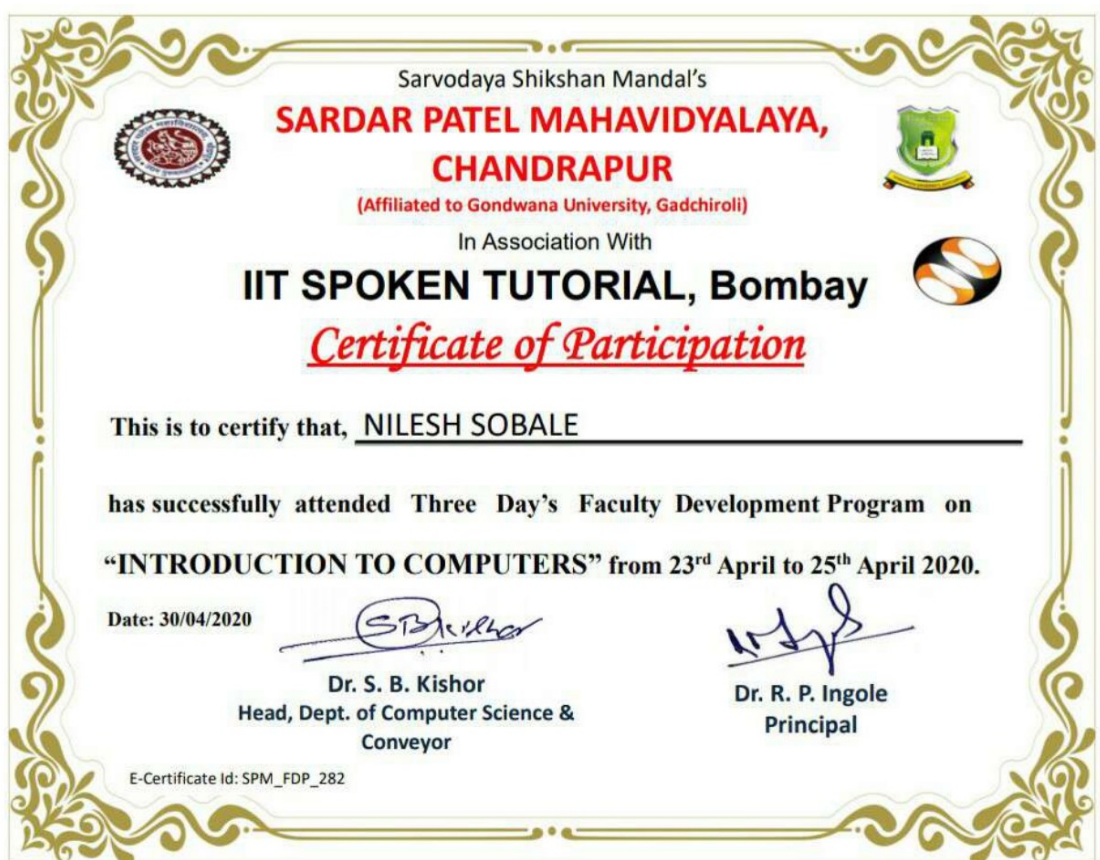 Sarvodaya Shikshan Mandal's
SARDAR PATEL MAHAVIDYALAYA,
CHANDRAPUR
(Affiliated to Gondwana University, Gadchiroli)
In Association With
IIT SPOKEN TUTORIAL, Bombay
Certificate of Participation
This is to certify that, NILESH SOBALE
has successfully attended Three Day's Faculty Development Program on
“INTRODUCTION TO COMPUTERS” from 23rd April to 25th April 2020.
Date: 30/04/2020
SBKishor
Dr. S. B. Kishor
Head, Dept. of Computer Science &
Conveyor
Dr. R. P. Ingole
Principal
E-Certificate Id: SPM_FDP_282